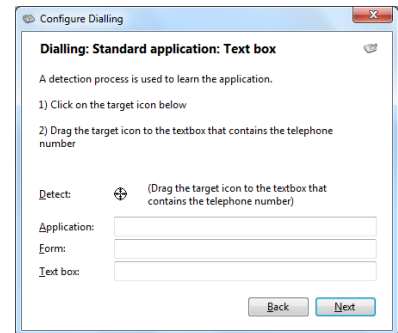 Configure Dialling
Dialling: Standard application: Text box
A detection process is used to learn the application.
1) Click on the target icon below
2) Drag the target icon to the textbox that contains the telephone
number
Detect: (Drag the target icon to the textbox that
contains the telephone number)
Application:
Form:
Text box:
Back Next